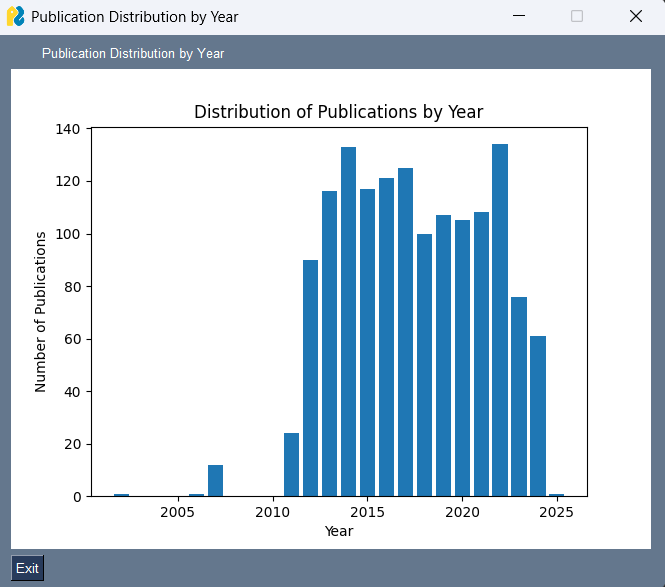 Publication Distribution by Year
Publication Distribution by Year
Distribution of Publications by Year
140
120
100
80
60
40
20
0
Number of Publications
2005 2010 2015 2020 2025
Year
Exit